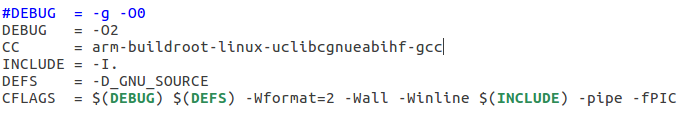 #DEBUG  = -g -O0
DEBUG   = -O2
CC      = arm-buildroot-linux-uclibcgnueabihf-gcc
INCLUDE = -I.
DEFS    = -D_GNU_SOURCE
CFLAGS  = $(DEBUG) $(DEFS) -Wformat=2 -Wall -Winline $(INCLUDE) -pipe -fPIC